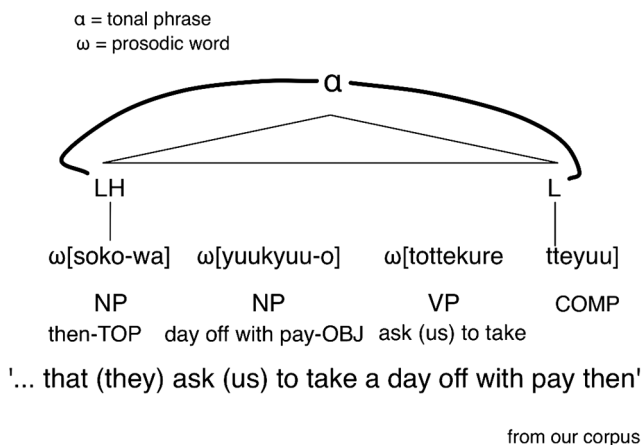 α = tonal phrase
ω = prosodic word
α
LH L
ω[soko-wa] ω[yuukyuu-o] ω[tottekure tteyuu]
NP NP VP COMP
then-TOP day off with pay-OBJ ask (us) to take
'... that (they) ask (us) to take a day off with pay then'
from our corpus